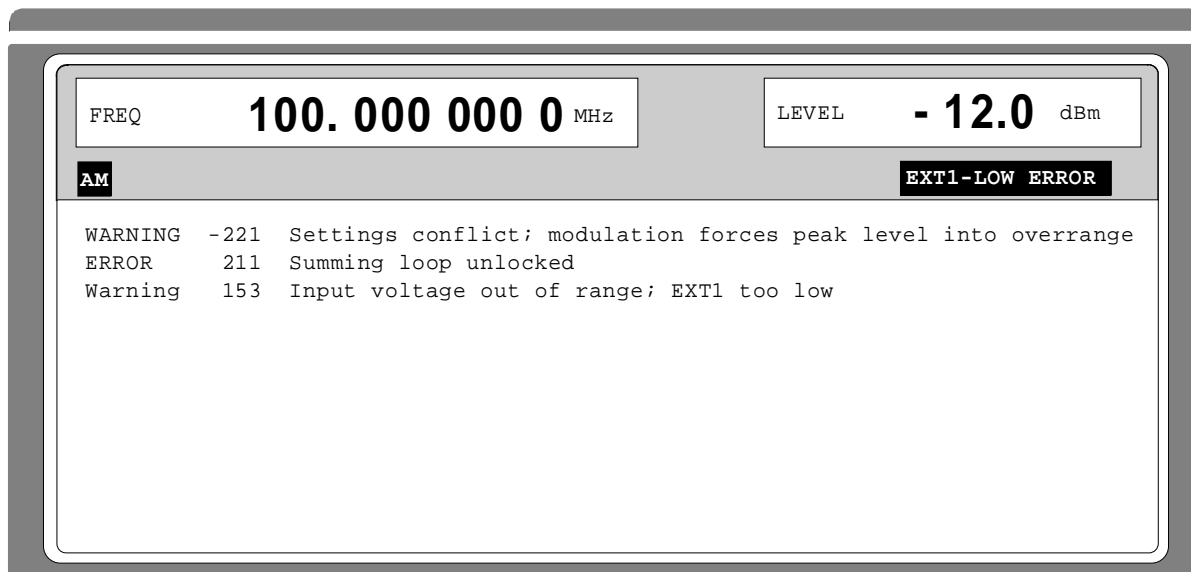 FREQ 100. 000 000 0 MHz LEVEL - 12.0 dBm
AM EXT1-LOW ERROR
WARNING -221 Settings conflict; modulation forces peak level into overrange
ERROR 211 Summing loop unlocked
Warning 153 Input voltage out of range; EXT1 too low